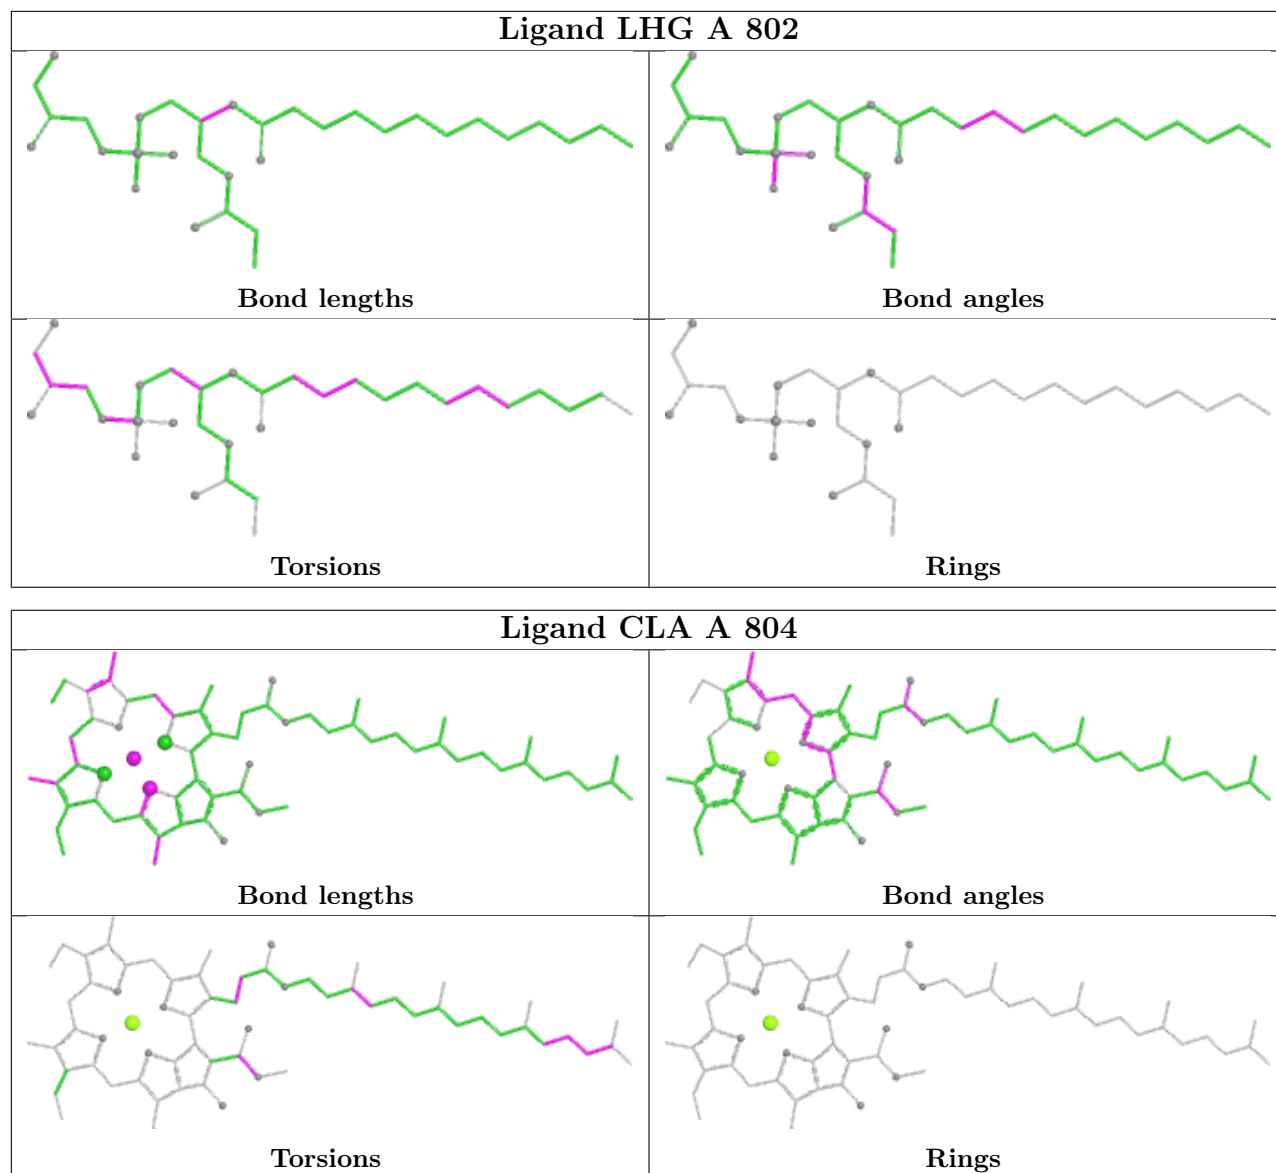 Ligand LHG A 802
Bond lengths
Bond angles
Torsions
Rings
Ligand CLA A 804
Bond lengths
Bond angles
Torsions
Rings